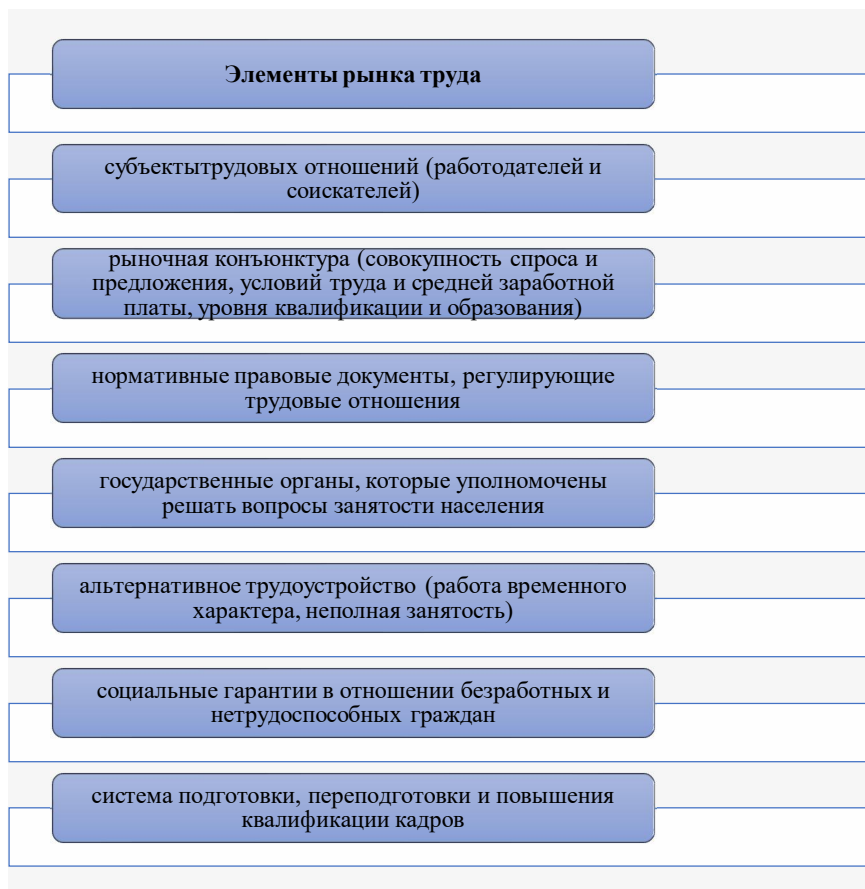 Элементы рынка труда
субъектытрудовых отношений (работодателей и
соискателей)
рыночная конъюнктура (совокупность спроса и
предложения, условий труда и средней заработной
платы, уровня квалификации и образования)
нормативные правовые документы, регулирующие
трудовые отношения
государственные органы, которые уполномочены
решать вопросы занятости населения
альтернативное трудоустройство (работа временного
характера, неполная занятость)
социальные гарантии в отношении безработных и
нетрудоспособных граждан
система подготовки, переподготовки и повышения
квалификации кадров